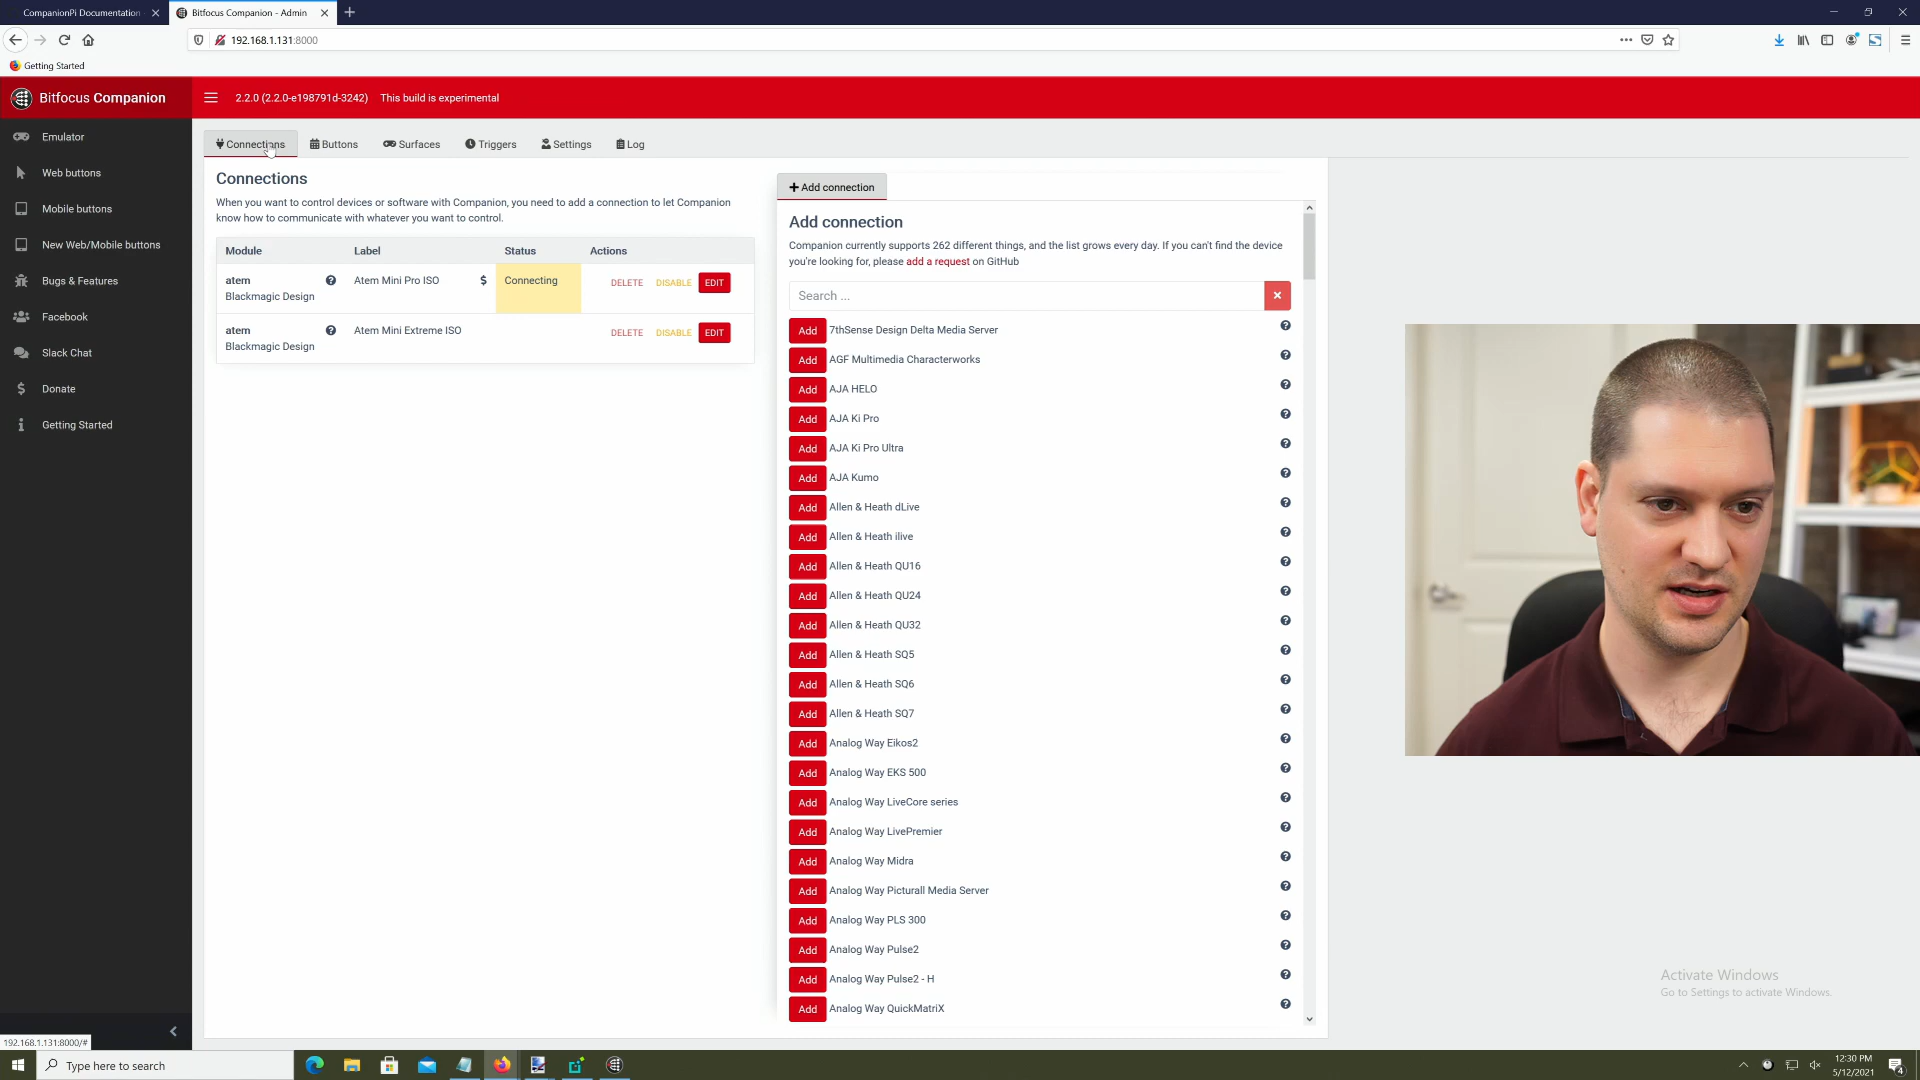 CompanionPi Documentation
Bitfocus Companion - Admin
192.168.1.131:8000
Getting Started
Bitfocus Companion
2.2.0 (2.2.0-e198791d-3242) This build is experimental
Emulator
Web buttons
Mobile buttons
New Web/Mobile buttons
Bugs & Features
Facebook
Slack Chat
$ Donate
Getting Started
Connections
Buttons
Surfaces
Triggers
Settings
Log
Connections
When you want to control devices or software with Companion, you need to add a connection to let Companion
know how to communicate with whatever you want to control.
Module Label Status Actions
atem Atem Mini Pro ISO $ Connecting DELETE DISABLE EDIT
Blackmagic Design
atem Atem Mini Extreme ISO DELETE DISABLE EDIT
Blackmagic Design
+ Add connection
Add connection
Companion currently supports 262 different things, and the list grows every day. If you can't find the device
you're looking for, please add a request on GitHub
Search ...
Add 7thSense Design Delta Media Server
Add AGF Multimedia Characterworks
Add AJA HELO
Add AJA Ki Pro
Add AJA Ki Pro Ultra
Add AJA Kumo
Add Allen & Heath dLive
Add Allen & Heath ilive
Add Allen & Heath QU16
Add Allen & Heath QU24
Add Allen & Heath QU32
Add Allen & Heath SQ5
Add Allen & Heath SQ6
Add Allen & Heath SQ7
Add Analog Way Eikos2
Add Analog Way EKS 500
Add Analog Way LiveCore series
Add Analog Way LivePremier
Add Analog Way Midra
Add Analog Way Picturall Media Server
Add Analog Way PLS 300
Add Analog Way Pulse2
Add Analog Way Pulse2 - H
Add Analog Way QuickMatriX
Activate Windows
Go to Settings to activate Windows.
192.168.1.131:8000/#
Type here to search
12:30 PM
5/12/2021
4